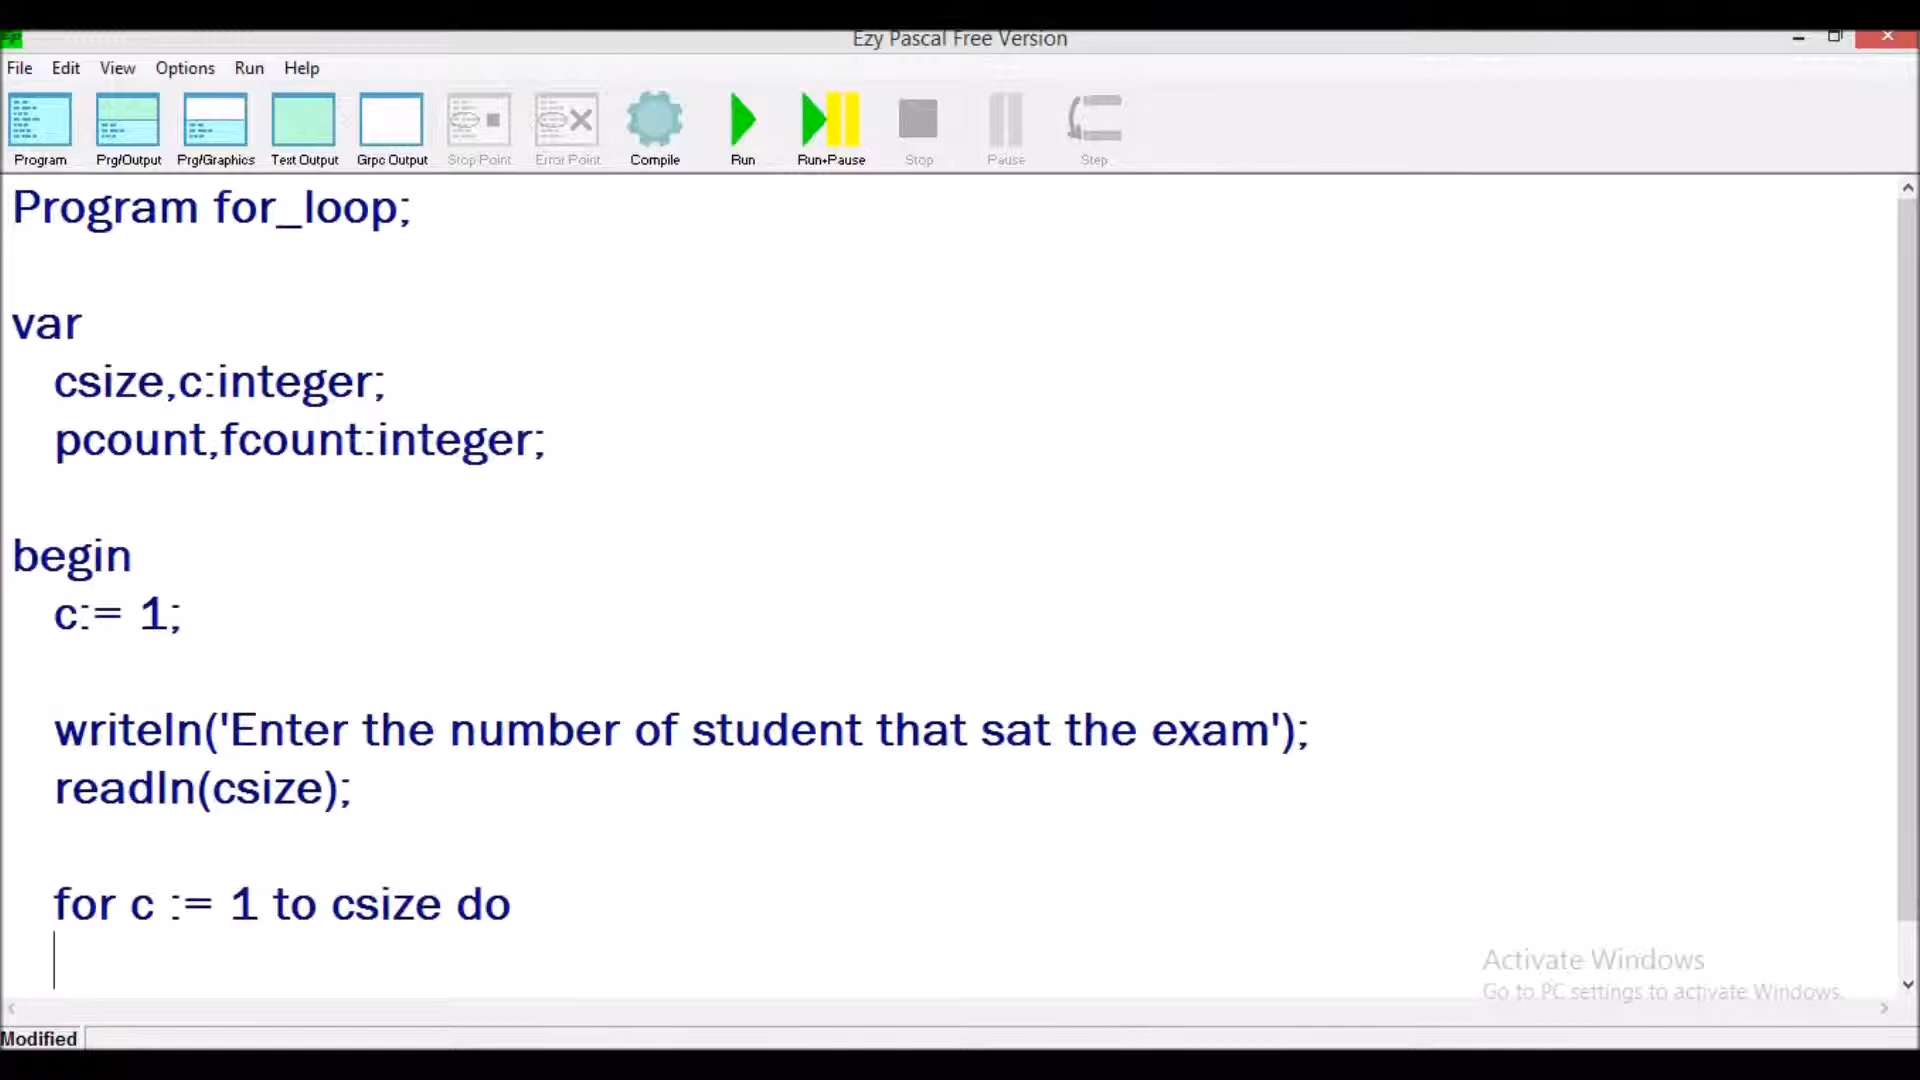 Ezy Pascal Free Version
File Edit View Options Run Help
Program Prg/Output Prg/Graphics Text Output Grpc Output Stop Point Error Point Compile Run Run+Pause Stop Pause Step
Program for_loop;
var
csize,c:integer;
pcount,fcount:integer;
begin
c:= 1;
writeln('Enter the number of student that sat the exam');
readln(csize);
for c := 1 to csize do
Activate Windows
Go to PC settings to activate Windows.
Modified